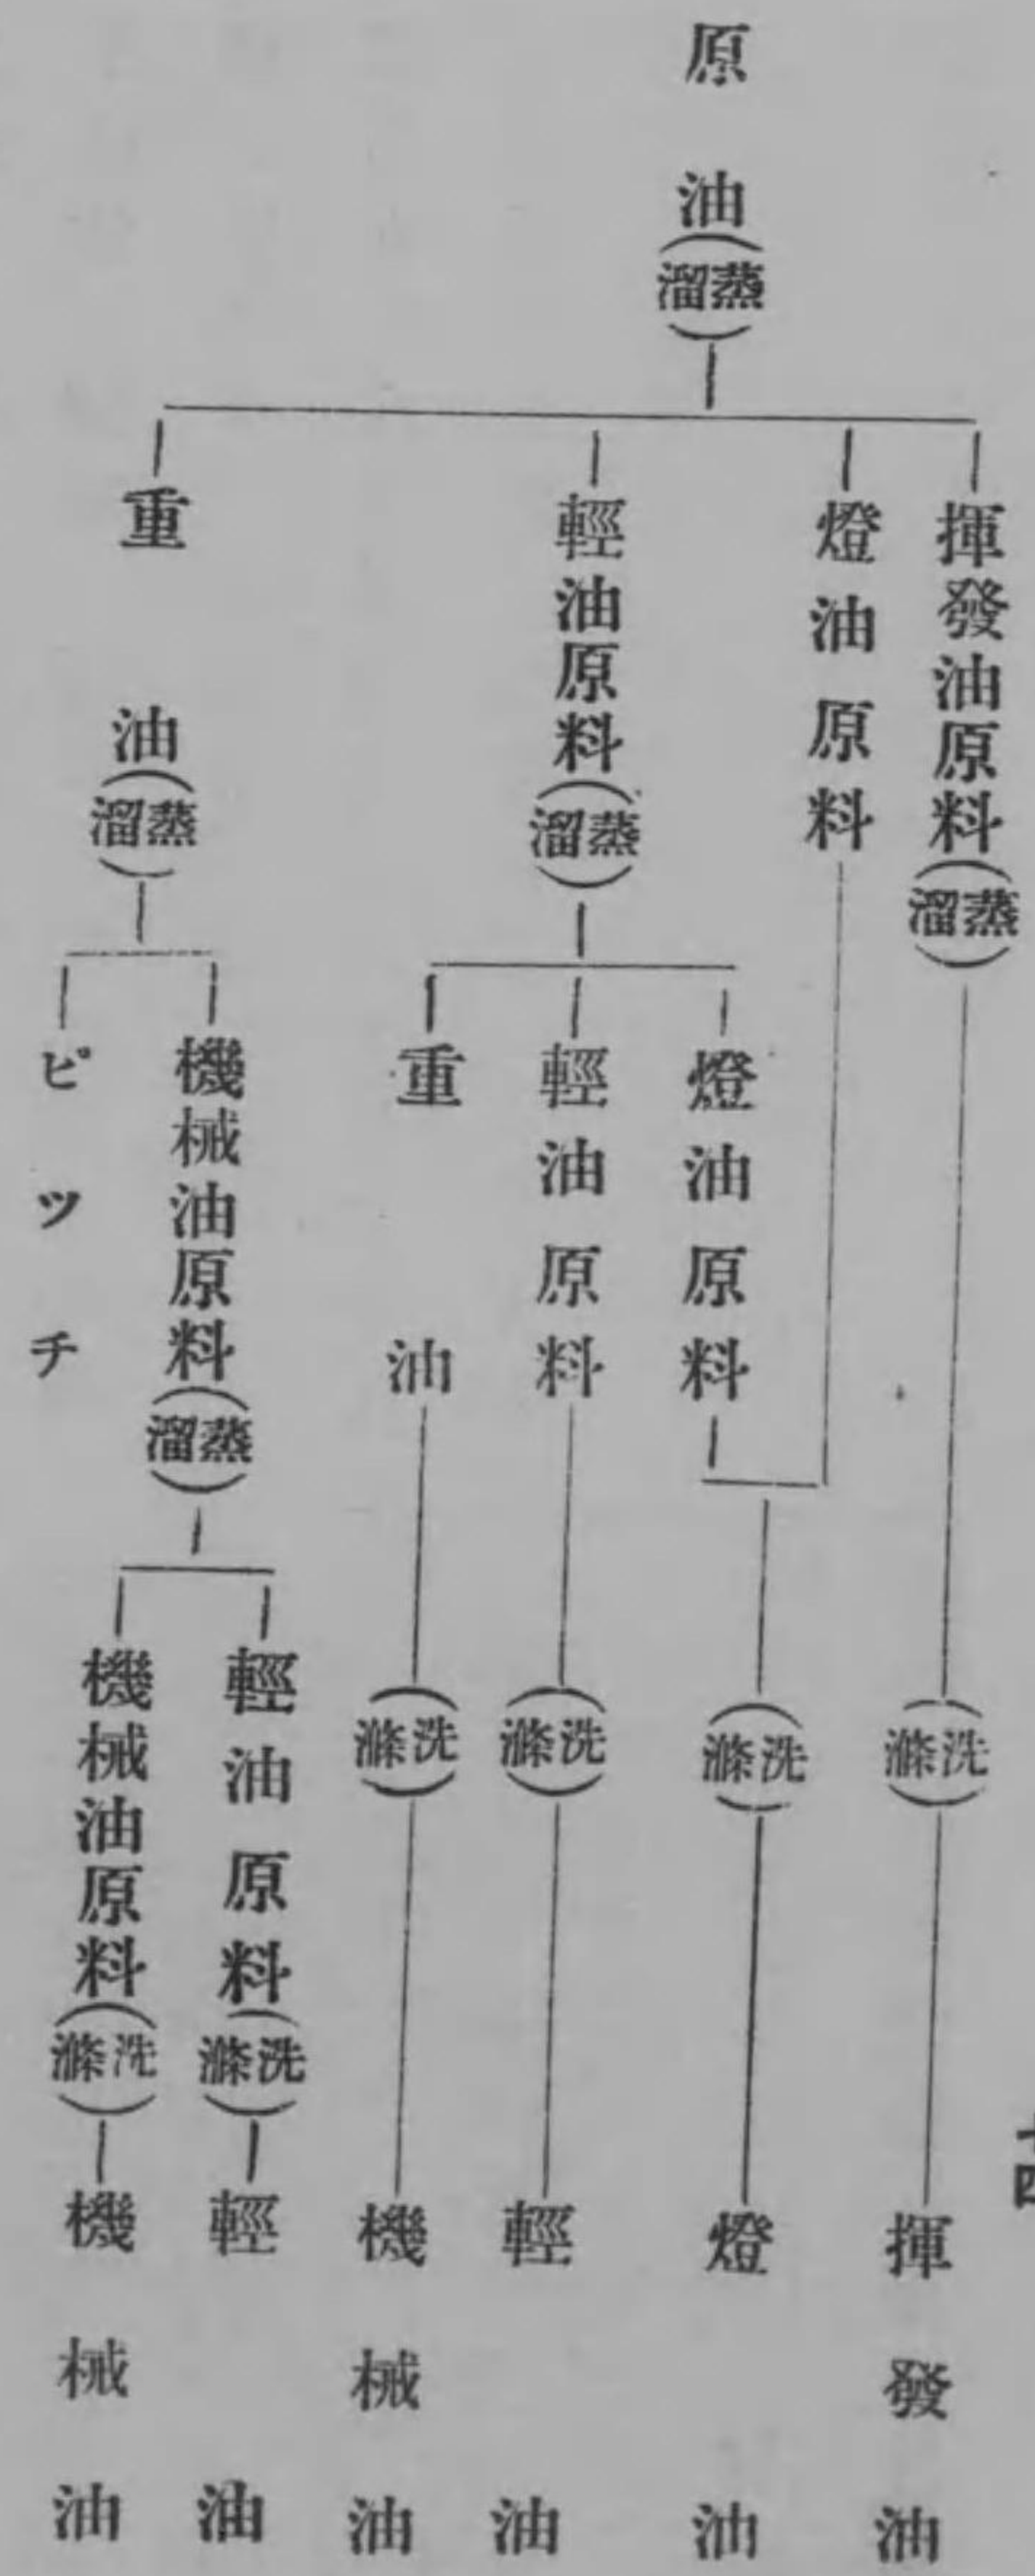 原油(蒸溜)
揮發油原料(蒸溜)
(洗滌)
揮發油
燈油原料
輕油原料(蒸溜)
燈油原料
(洗滌)
燈油
輕油原料
(洗滌)
輕油
重油
(洗滌)
機械油
重油(蒸溜)
機械油原料(蒸溜)
輕油原料(洗滌)
輕油
機械油原料(洗滌)
機械油
ピツチ